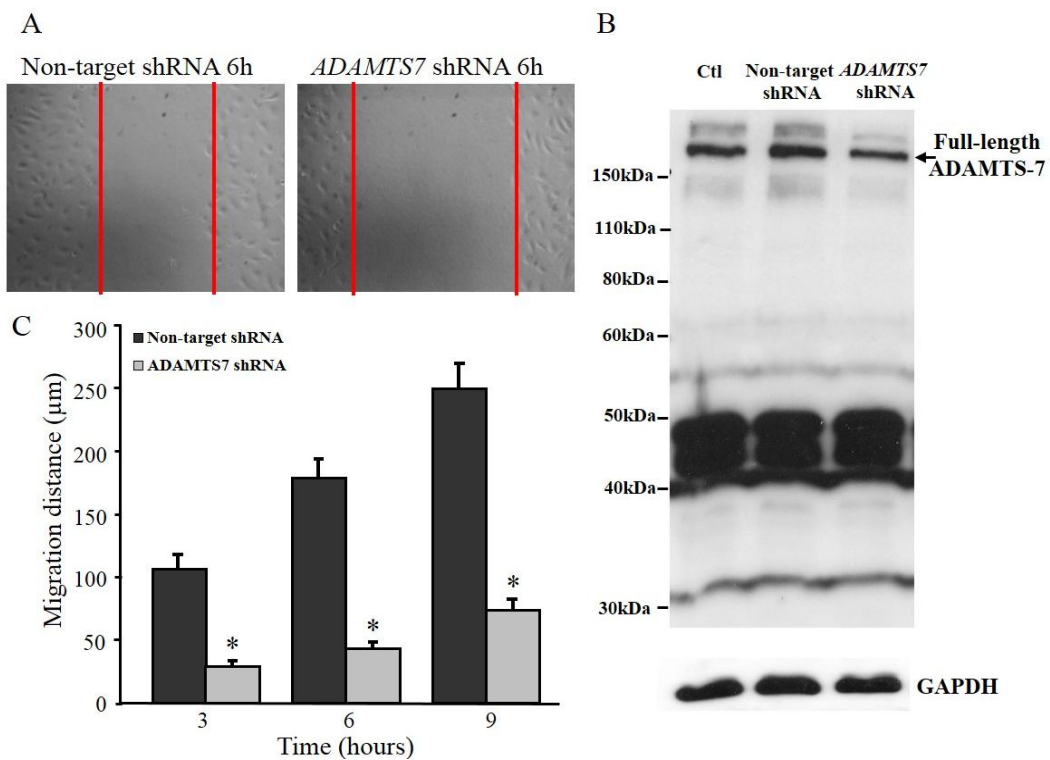 A
Non-target shRNA 6h
ADAMTS7 shRNA 6h
B
Ctl
Non-target
shRNA
ADAMTS7
shRNA
Full-length
ADAMTS-7
150kDa
110kDa
80kDa
60kDa
50kDa
40kDa
30kDa
GAPDH
C
Non-target shRNA
ADAMTS7 shRNA
Migration distance (µm)
300
250
200
150
100
50
0
*
*
*
3
6
9
Time (hours)